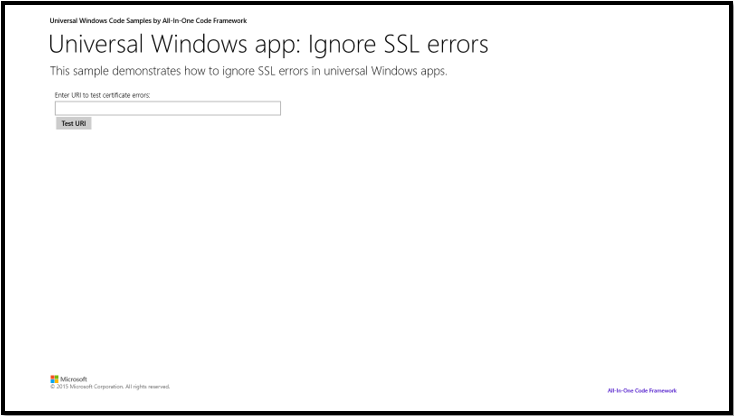 Universal Windows Code Samples by All-In-One Code Framework
Universal Windows app: Ignore SSL errors
This sample demonstrates how to ignore SSL errors in universal Windows apps.
Enter URI to test certificate errors:
Test URI
Microsoft
© 2015 Microsoft Corporation. All rights reserved.
All-In-One Code Framework